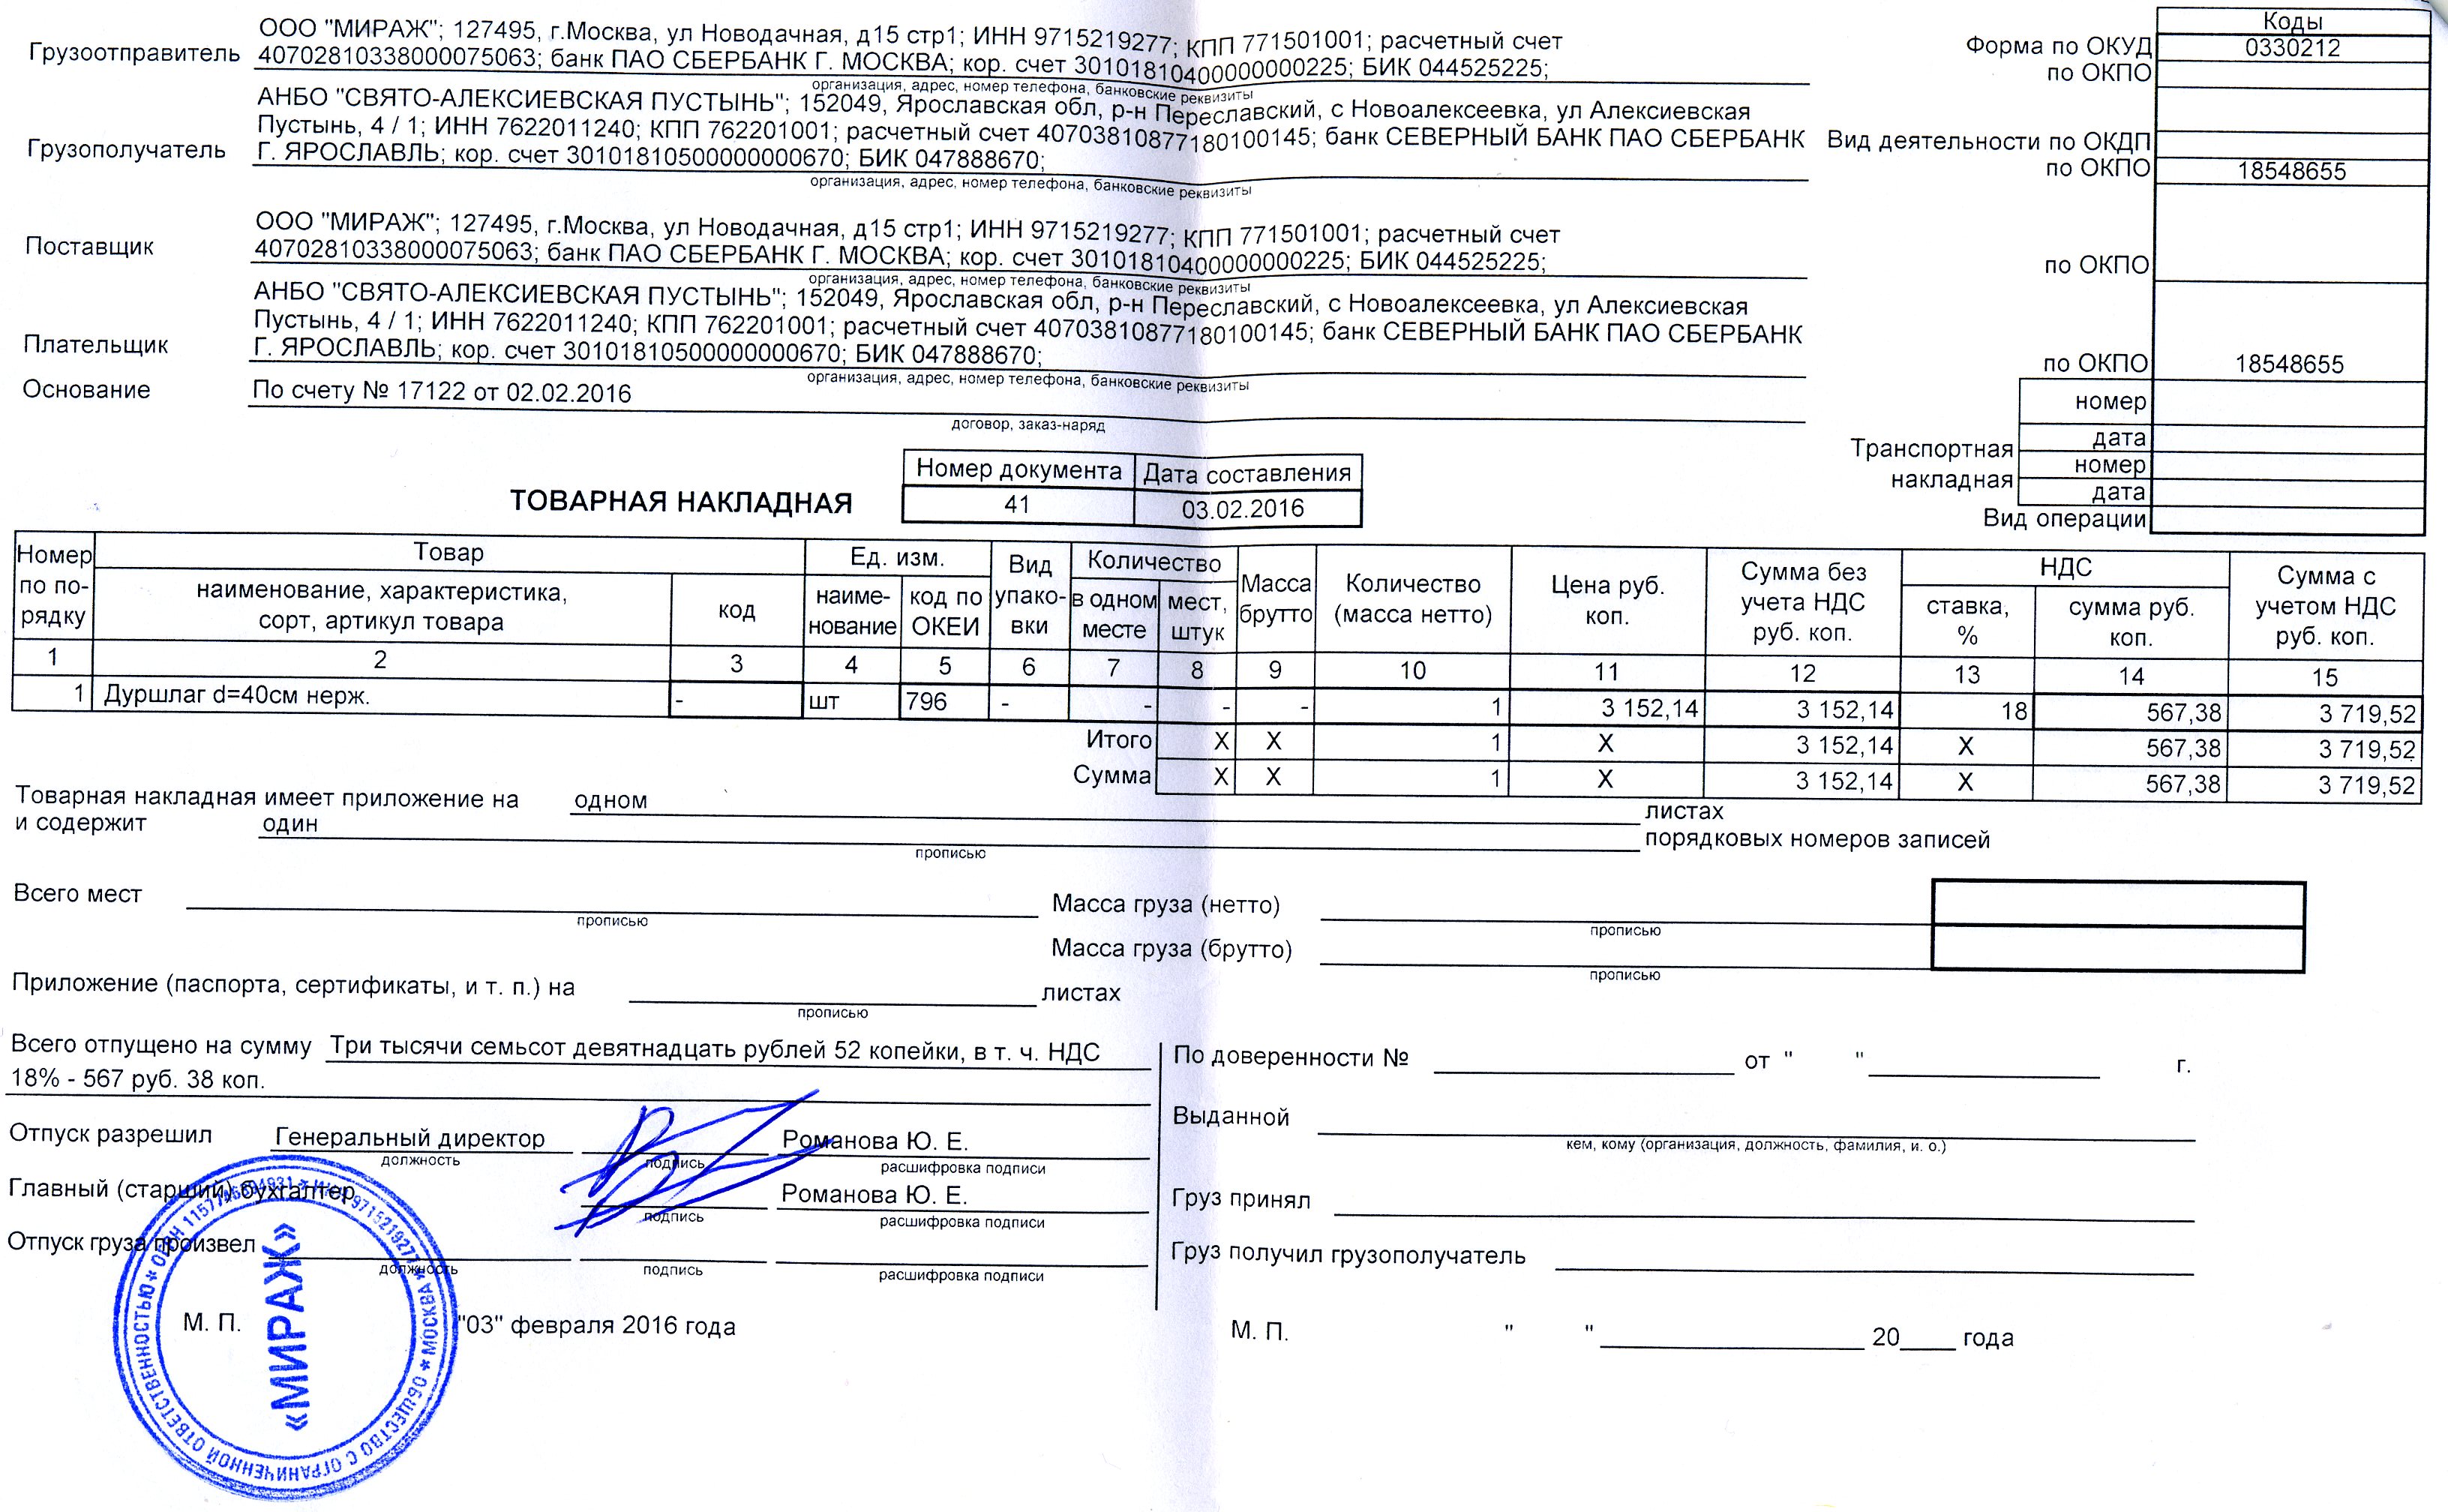 Коды
Форма по ОКУД 0330212
по ОКПО
Грузоотправитель ООО "МИРАЖ"; 127495, г.Москва, ул Новодачная, д15 стр1; ИНН 9715219277; КПП 771501001; расчетный счет
40702810338000075063; банк ПАО СБЕРБАНК Г. МОСКВА; кор. счет 30101810400000000225; БИК 044525225;
организация, адрес, номер телефона, банковские реквизиты
АНБО "СВЯТО-АЛЕКСИЕВСКАЯ ПУСТЫНЬ"; 152049, Ярославская обл, р-н Переславский, с Новоалексеевка, ул Алексиевская
Пустынь, 4 / 1; ИНН 7622011240; КПП 762201001; расчетный счет 40703810877180100145; банк СЕВЕРНЫЙ БАНК ПАО СБЕРБАНК
Вид деятельности по ОКДП
Грузополучатель Г. ЯРОСЛАВЛЬ; кор. счет 30101810500000000670; БИК 047888670;
по ОКПО 18548655
организация, адрес, номер телефона, банковские реквизиты
ООО "МИРАЖ"; 127495, г.Москва, ул Новодачная, д15 стр1; ИНН 9715219277; КПП 771501001; расчетный счет
Поставщик 40702810338000075063; банк ПАО СБЕРБАНК Г. МОСКВА; кор. счет 30101810400000000225; БИК 044525225;
по ОКПО
организация, адрес, номер телефона, банковские реквизиты
АНБО "СВЯТО-АЛЕКСИЕВСКАЯ ПУСТЫНЬ"; 152049, Ярославская обл, р-н Переславский, с Новоалексеевка, ул Алексиевская
Пустынь, 4 / 1; ИНН 7622011240; КПП 762201001; расчетный счет 40703810877180100145; банк СЕВЕРНЫЙ БАНК ПАО СБЕРБАНК
Плательщик Г. ЯРОСЛАВЛЬ; кор. счет 30101810500000000670; БИК 047888670;
по ОКПО 18548655
организация, адрес, номер телефона, банковские реквизиты
Основание По счету № 17122 от 02.02.2016
номер
договор, заказ-наряд
дата
Транспортная накладная
номер
дата
Вид операции
Номер документа Дата составления
ТОВАРНАЯ НАКЛАДНАЯ 41 03.02.2016
Номер по по-рядку Товар Ед. изм. Вид упако-вки Количество Масса брутто Количество (масса нетто) Цена руб. коп. Сумма без учета НДС руб. коп. НДС Сумма с учетом НДС руб. коп.
наименование, характеристика, сорт, артикул товара код наиме-нование код по ОКЕИ в одном месте мест, штук ставка, % сумма руб. коп.
1 2 3 4 5 6 7 8 9 10 11 12 13 14 15
1 Дуршлаг d=40см нерж. - шт 796 - - - - 1 3 152,14 3 152,14 18 567,38 3 719,52
Итого X X 1 X 3 152,14 X 567,38 3 719,52
Сумма X X 1 X 3 152,14 X 567,38 3 719,52
Товарная накладная имеет приложение на одном листах
и содержит один порядковых номеров записей
прописью
Всего мест Масса груза (нетто)
прописью прописью
Масса груза (брутто)
прописью
Приложение (паспорта, сертификаты, и т. п.) на листах
прописью
Всего отпущено на сумму Три тысячи семьсот девятнадцать рублей 52 копейки, в т. ч. НДС
18% - 567 руб. 38 коп.
Отпуск разрешил Генеральный директор Романова Ю. Е.
должность подпись расшифровка подписи
Главный (старший) бухгалтер Романова Ю. Е.
подпись расшифровка подписи
Отпуск груза произвел
должность подпись расшифровка подписи
М. П. "03" февраля 2016 года
По доверенности № от " " г.
Выданной
кем, кому (организация, должность, фамилия, и. о.)
Груз принял
Груз получил грузополучатель
М. П. " " 20 года
«МИРАЖ»
ОБЩЕСТВО С ОГРАНИЧЕННОЙ ОТВЕТСТВЕННОСТЬЮ * ОГРН * ИНН 9715219277 * МОСКВА *